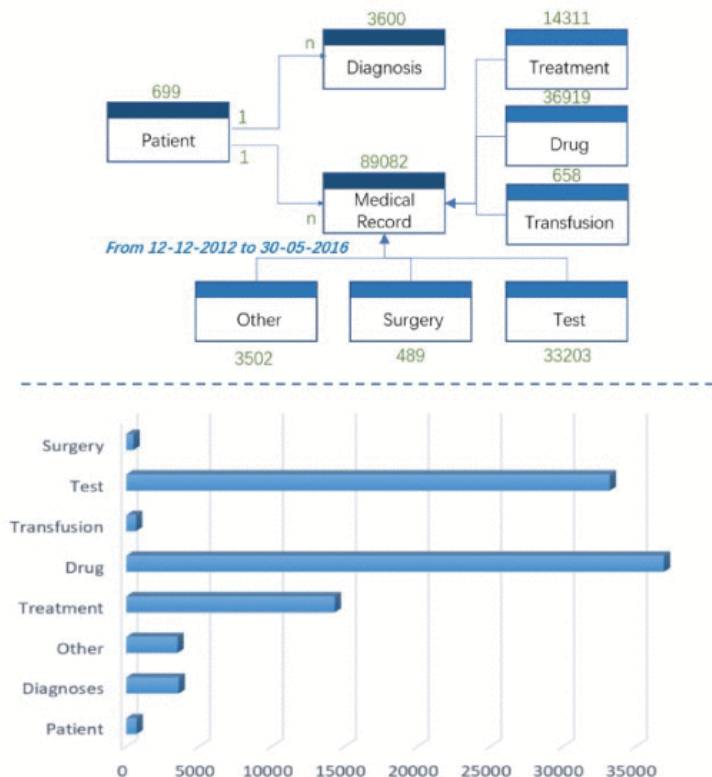 3600
Diagnosis
14311
Treatment
n
699
Patient
1
1
36919
Drug
89082
Medical
Record
n
658
Transfusion
From 12-12-2012 to 30-05-2016
Other
3502
Surgery
489
Test
33203
Surgery
Test
Transfusion
Drug
Treatment
Other
Diagnoses
Patient
0 5000 10000 15000 20000 25000 30000 35000